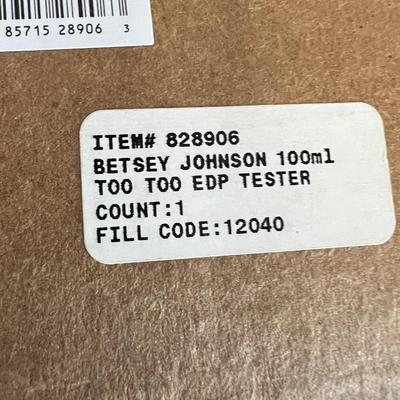 85715 28906 3
ITEM# 828906
BETSEY JOHNSON 100ml
TOO TOO EDP TESTER
COUNT:1
FILL CODE:12040